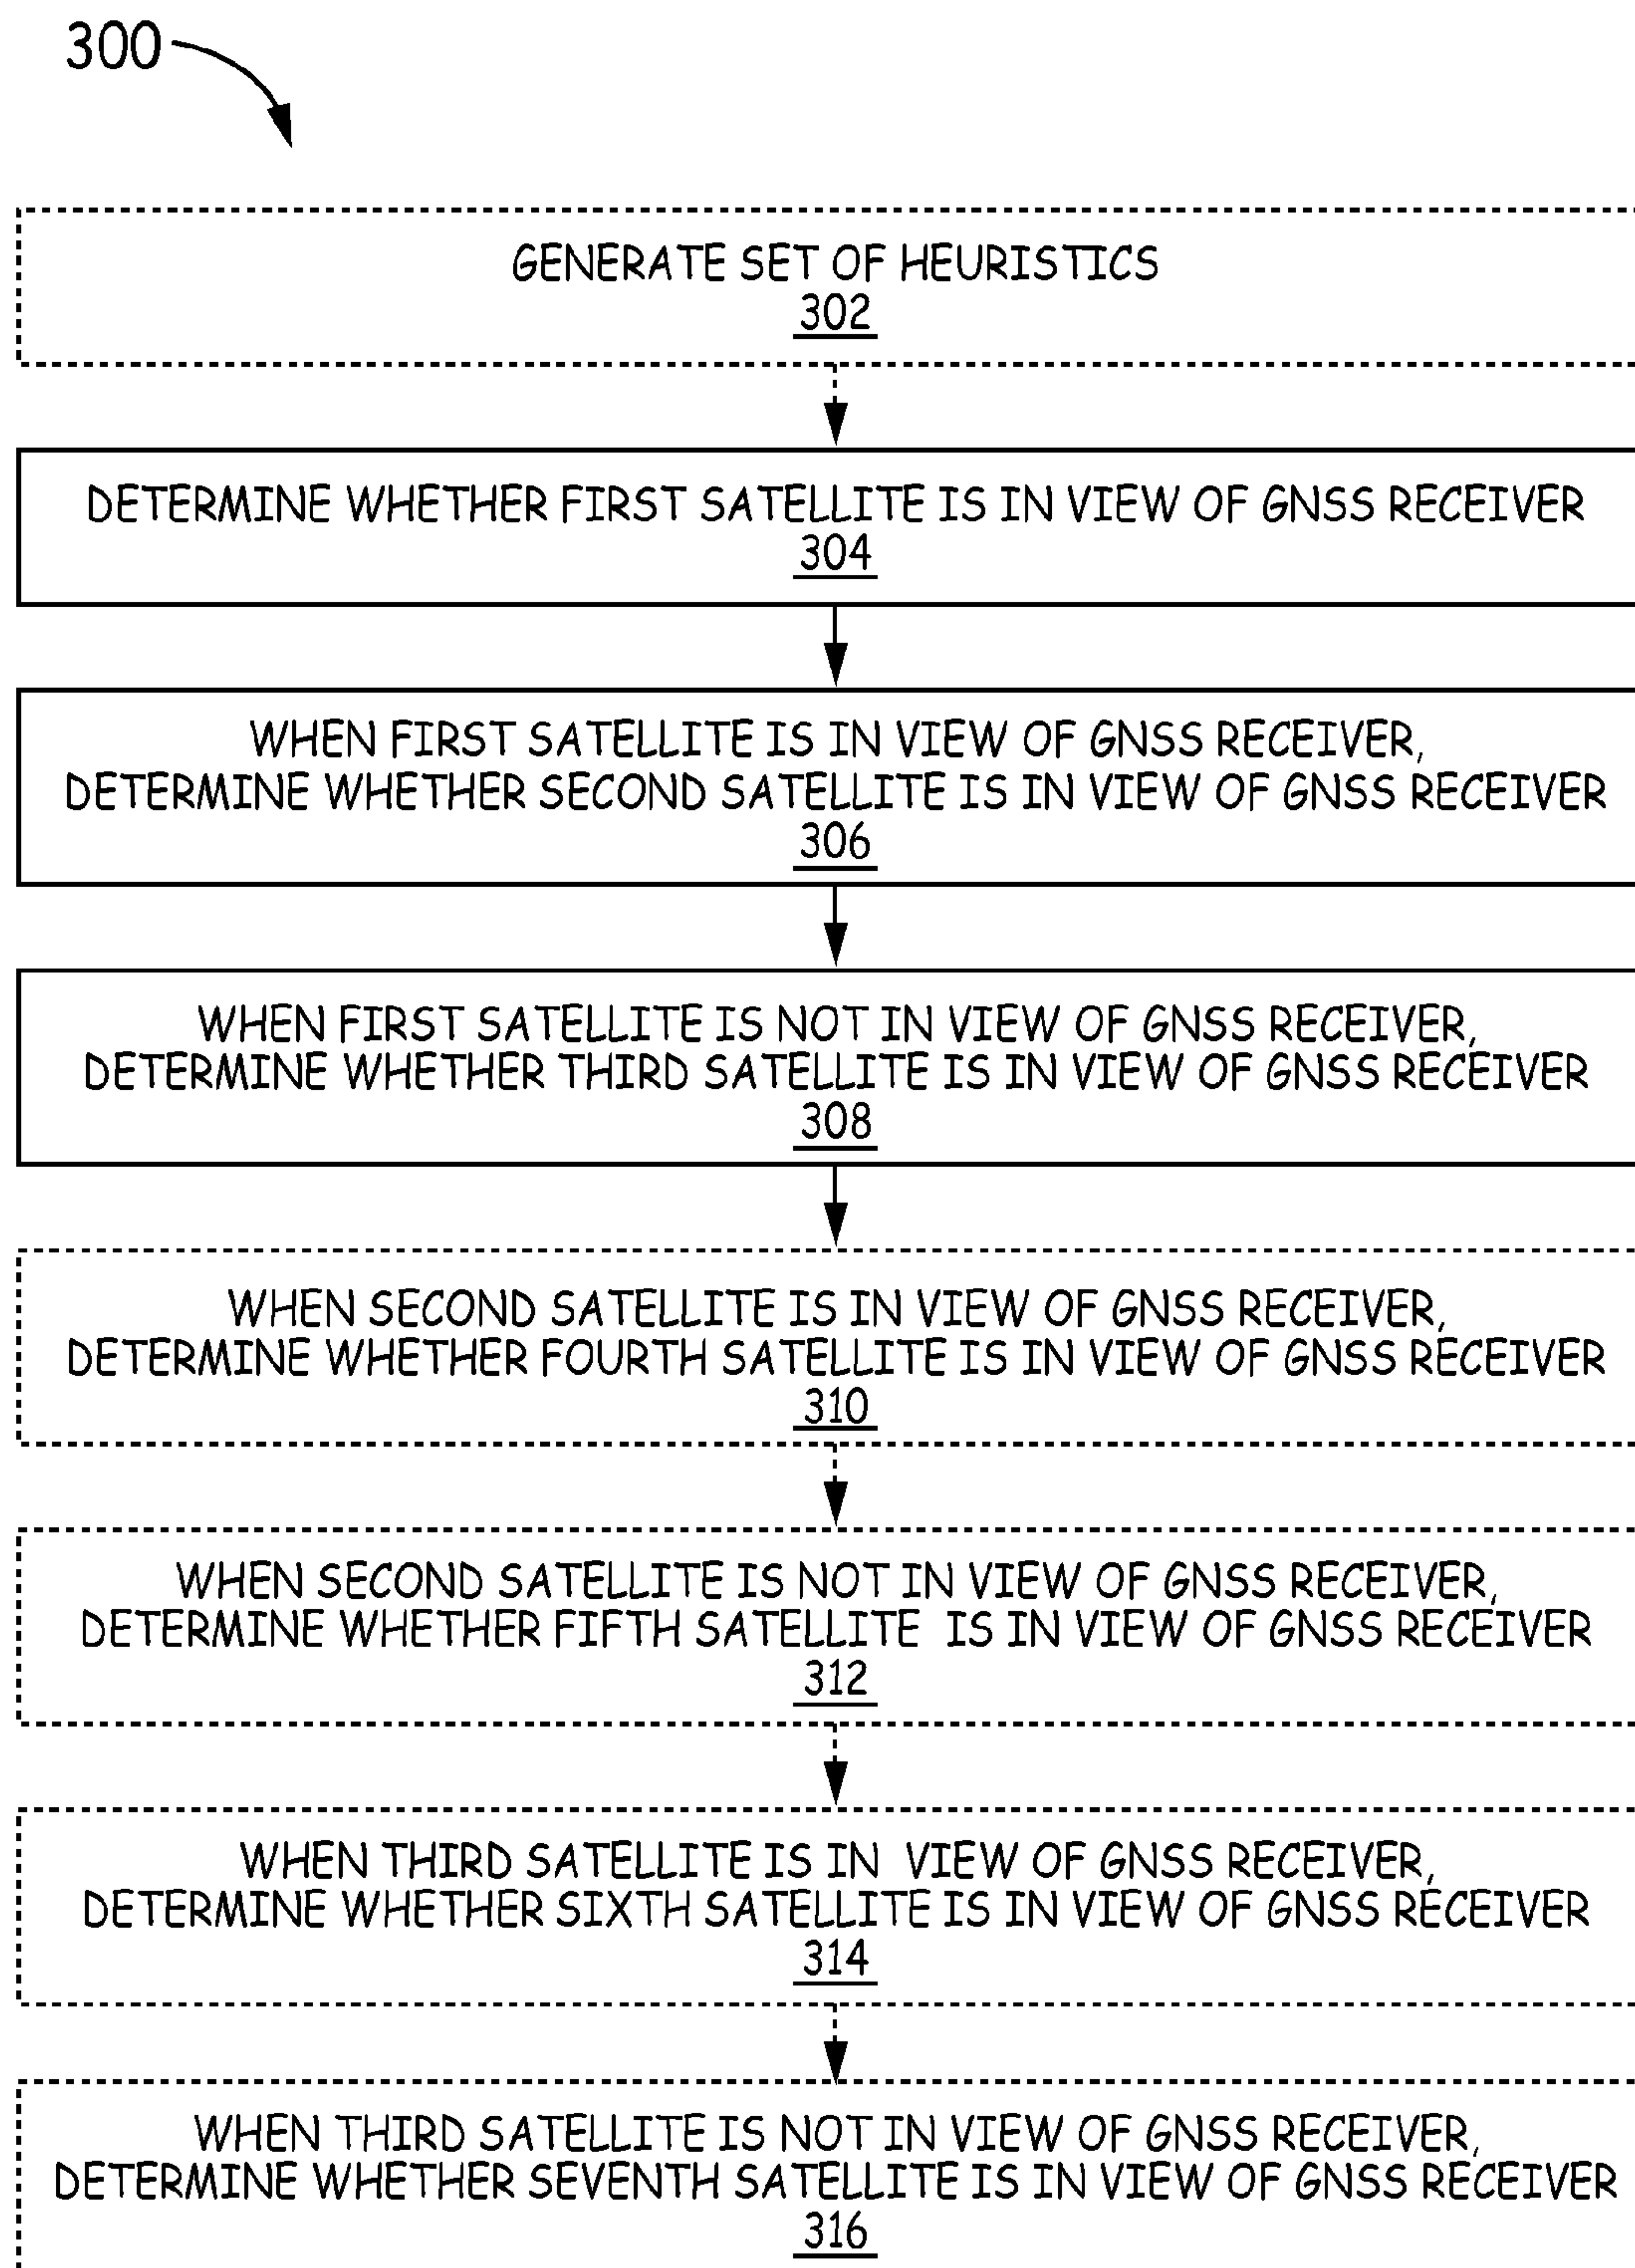 300
GENERATE SET OF HEURISTICS
302
DETERMINE WHETHER FIRST SATELLITE IS IN VIEW OF GNSS RECEIVER
304
WHEN FIRST SATELLITE IS IN VIEW OF GNSS RECEIVER,
DETERMINE WHETHER SECOND SATELLITE IS IN VIEW OF GNSS RECEIVER
306
WHEN FIRST SATELLITE IS NOT IN VIEW OF GNSS RECEIVER,
DETERMINE WHETHER THIRD SATELLITE IS IN VIEW OF GNSS RECEIVER
308
WHEN SECOND SATELLITE IS IN VIEW OF GNSS RECEIVER,
DETERMINE WHETHER FOURTH SATELLITE IS IN VIEW OF GNSS RECEIVER
310
WHEN SECOND SATELLITE IS NOT IN VIEW OF GNSS RECEIVER,
DETERMINE WHETHER FIFTH SATELLITE IS IN VIEW OF GNSS RECEIVER
312
WHEN THIRD SATELLITE IS IN VIEW OF GNSS RECEIVER,
DETERMINE WHETHER SIXTH SATELLITE IS IN VIEW OF GNSS RECEIVER
314
WHEN THIRD SATELLITE IS NOT IN VIEW OF GNSS RECEIVER,
DETERMINE WHETHER SEVENTH SATELLITE IS IN VIEW OF GNSS RECEIVER
316